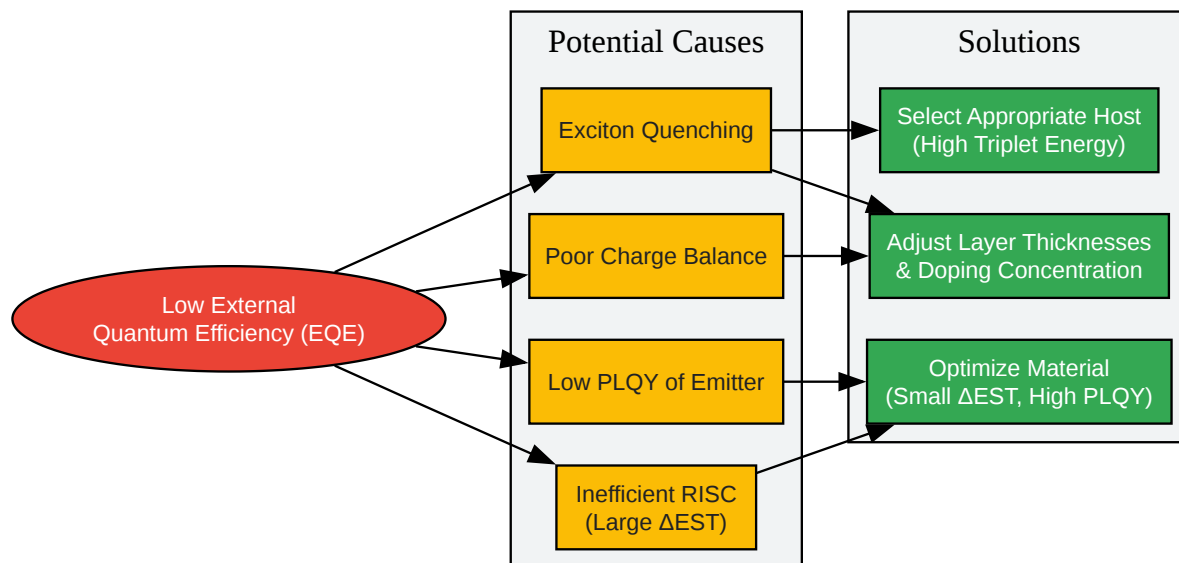 Potential Causes
Solutions
Exciton Quenching
Select Appropriate Host
(High Triplet Energy)
Poor Charge Balance
Adjust Layer Thicknesses
& Doping Concentration
Low External
Quantum Efficiency (EQE)
Low PLQY of Emitter
Optimize Material
(Small ΔEST, High PLQY)
Inefficient RISC
(Large ΔEST)